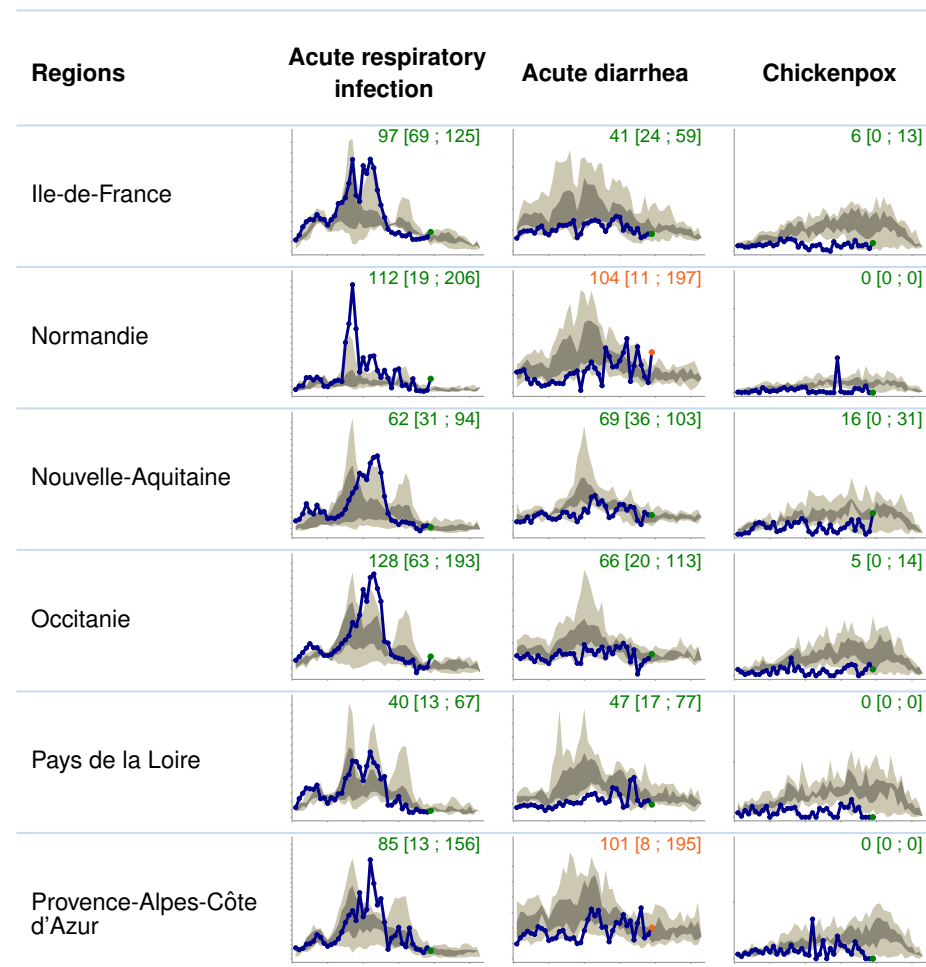 Regions
Acute respiratory
infection
Acute diarrhea
Chickenpox
Ile-de-France
97 [69 ; 125]
41 [24 ; 59]
6 [0 ; 13]
Normandie
112 [19 ; 206]
104 [11 ; 197]
0 [0 ; 0]
Nouvelle-Aquitaine
62 [31 ; 94]
69 [36 ; 103]
16 [0 ; 31]
Occitanie
128 [63 ; 193]
66 [20 ; 113]
5 [0 ; 14]
Pays de la Loire
40 [13 ; 67]
47 [17 ; 77]
0 [0 ; 0]
Provence-Alpes-Côte
d'Azur
85 [13 ; 156]
101 [8 ; 195]
0 [0 ; 0]